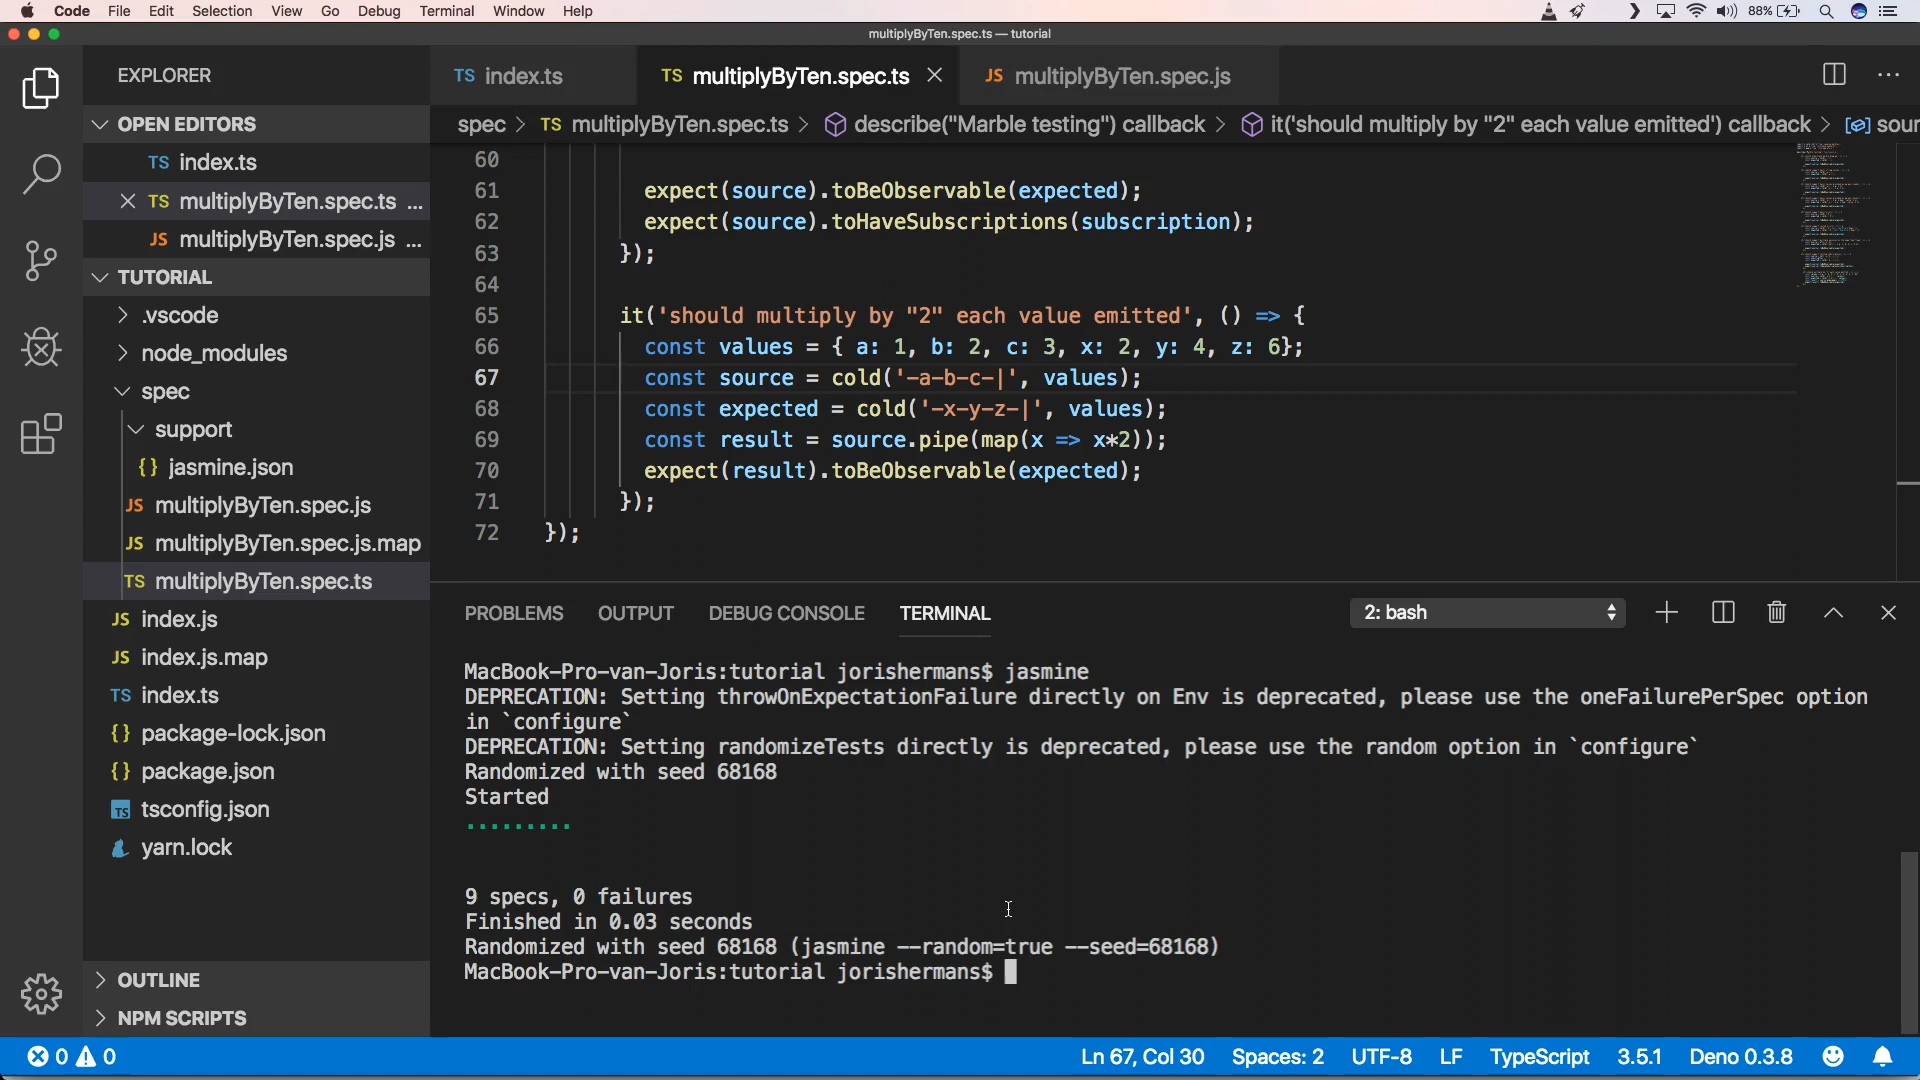 Code File Edit Selection View Go Debug Terminal Window Help
88%
multiplyByTen.spec.ts — tutorial
EXPLORER
OPEN EDITORS
TS index.ts
TS multiplyByTen.spec.ts ...
JS multiplyByTen.spec.js ...
TUTORIAL
.vscode
node_modules
spec
support
{} jasmine.json
JS multiplyByTen.spec.js
JS multiplyByTen.spec.js.map
TS multiplyByTen.spec.ts
JS index.js
JS index.js.map
TS index.ts
{} package-lock.json
{} package.json
TS tsconfig.json
yarn.lock
OUTLINE
NPM SCRIPTS
TS index.ts
TS multiplyByTen.spec.ts
JS multiplyByTen.spec.js
spec > TS multiplyByTen.spec.ts > describe("Marble testing") callback > it('should multiply by "2" each value emitted') callback > sour
60
61 expect(source).toBeObservable(expected);
62 expect(source).toHaveSubscriptions(subscription);
63 });
64
65 it('should multiply by "2" each value emitted', () => {
66 const values = { a: 1, b: 2, c: 3, x: 2, y: 4, z: 6};
67 const source = cold('-a-b-c-|', values);
68 const expected = cold('-x-y-z-|', values);
69 const result = source.pipe(map(x => x*2));
70 expect(result).toBeObservable(expected);
71 });
72 });
PROBLEMS OUTPUT DEBUG CONSOLE TERMINAL
2: bash
MacBook-Pro-van-Joris:tutorial jorishermans$ jasmine
DEPRECATION: Setting throwOnExpectationFailure directly on Env is deprecated, please use the oneFailurePerSpec option
in `configure`
DEPRECATION: Setting randomizeTests directly is deprecated, please use the random option in `configure`
Randomized with seed 68168
Started
.........
9 specs, 0 failures
Finished in 0.03 seconds
Randomized with seed 68168 (jasmine --random=true --seed=68168)
MacBook-Pro-van-Joris:tutorial jorishermans$
0 0
Ln 67, Col 30 Spaces: 2 UTF-8 LF TypeScript 3.5.1 Deno 0.3.8